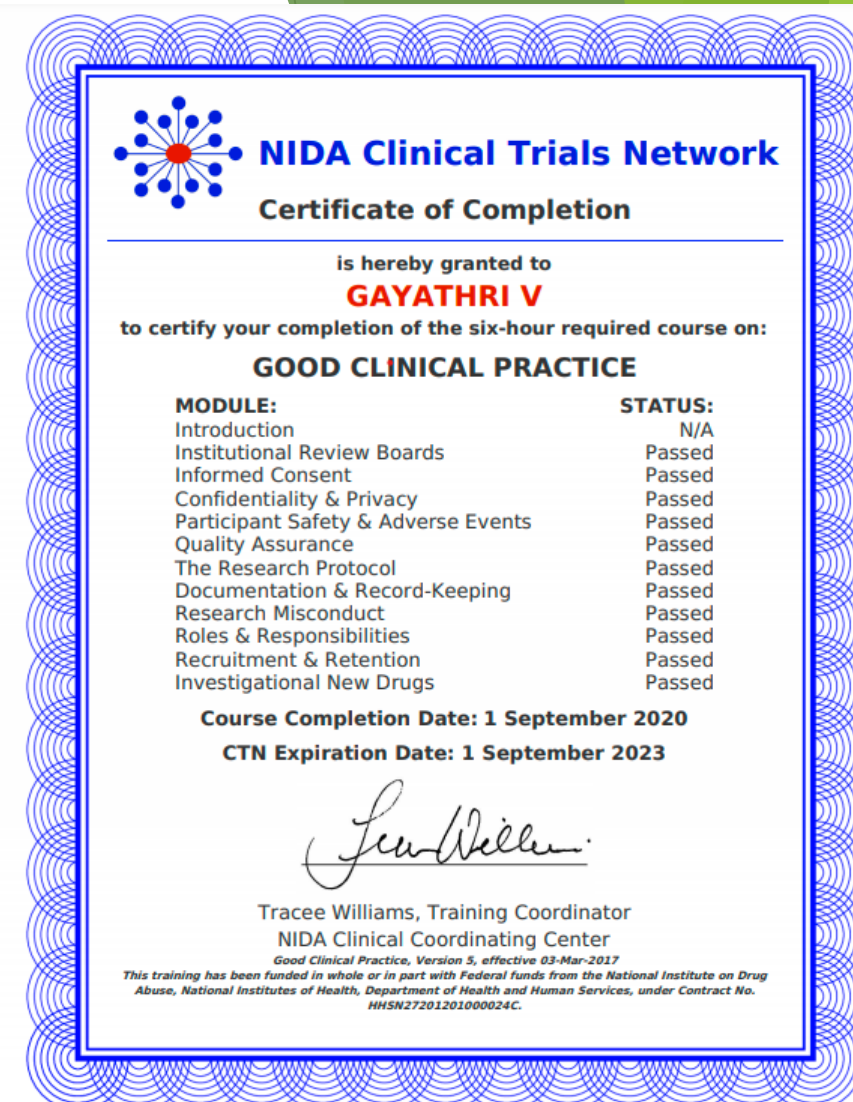 NIDA Clinical Trials Network
Certificate of Completion
is hereby granted to
GAYATHRI V
to certify your completion of the six-hour required course on:
GOOD CLINICAL PRACTICE
MODULE: STATUS:
Introduction N/A
Institutional Review Boards Passed
Informed Consent Passed
Confidentiality & Privacy Passed
Participant Safety & Adverse Events Passed
Quality Assurance Passed
The Research Protocol Passed
Documentation & Record-Keeping Passed
Research Misconduct Passed
Roles & Responsibilities Passed
Recruitment & Retention Passed
Investigational New Drugs Passed
Course Completion Date: 1 September 2020
CTN Expiration Date: 1 September 2023
Tracee Williams, Training Coordinator
NIDA Clinical Coordinating Center
Good Clinical Practice, Version 5, effective 03-Mar-2017
This training has been funded in whole or in part with Federal funds from the National Institute on Drug
Abuse, National Institutes of Health, Department of Health and Human Services, under Contract No.
HHSN27201201000024C.